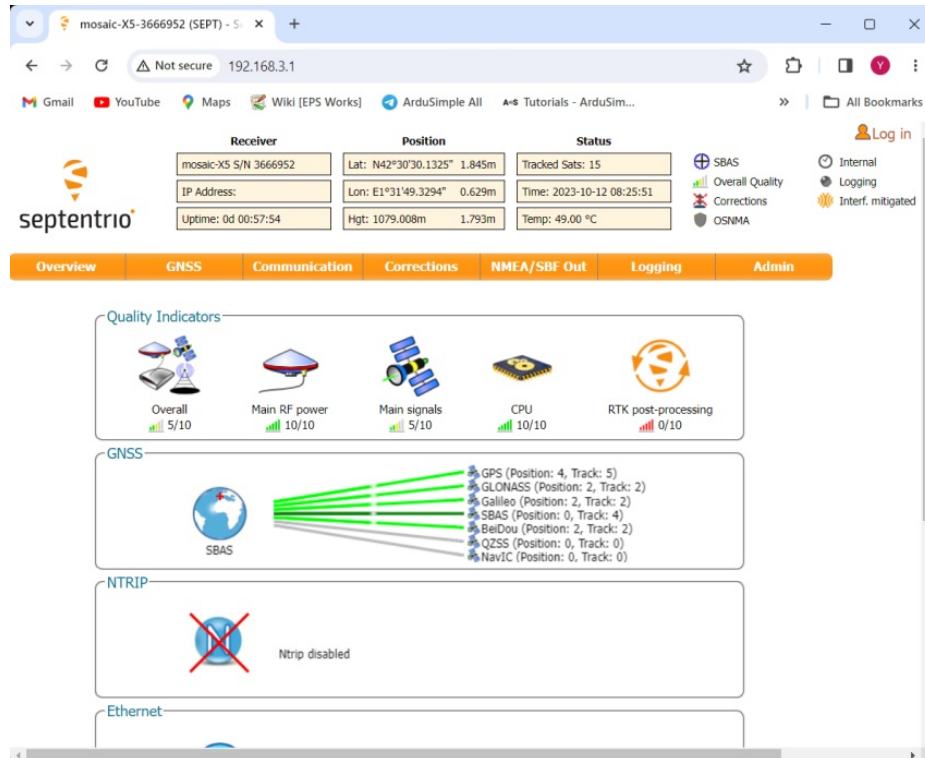 mosaic-X5-3666952 (SEPT) - S
Not secure 192.168.3.1
Y
Gmail YouTube Maps Wiki [EPS Works] ArduSimple All A+S Tutorials - ArduSim... » All Bookmarks
Log in
Receiver Position Status
mosaic-X5 S/N 3666952 Lat: N42°30'30.1325" 1.845m Tracked Sats: 15 SBAS Internal
IP Address: Lon: E1°31'49.3294" 0.629m Time: 2023-10-12 08:25:51 Overall Quality Logging
Corrections Interf. mitigated
Uptime: 0d 00:57:54 Hgt: 1079.008m 1.793m Temp: 49.00 °C OSNMA
septentrio
Overview GNSS Communication Corrections NMEA/SBF Out Logging Admin
Quality Indicators
Overall Main RF power Main signals CPU RTK post-processing
5/10 10/10 5/10 10/10 0/10
GNSS
GPS (Position: 4, Track: 5)
GLONASS (Position: 2, Track: 2)
Galileo (Position: 2, Track: 2)
SBAS (Position: 0, Track: 4)
BeiDou (Position: 2, Track: 2)
QZSS (Position: 0, Track: 0)
NavIC (Position: 0, Track: 0)
SBAS
NTRIP
N
Ntrip disabled
Ethernet